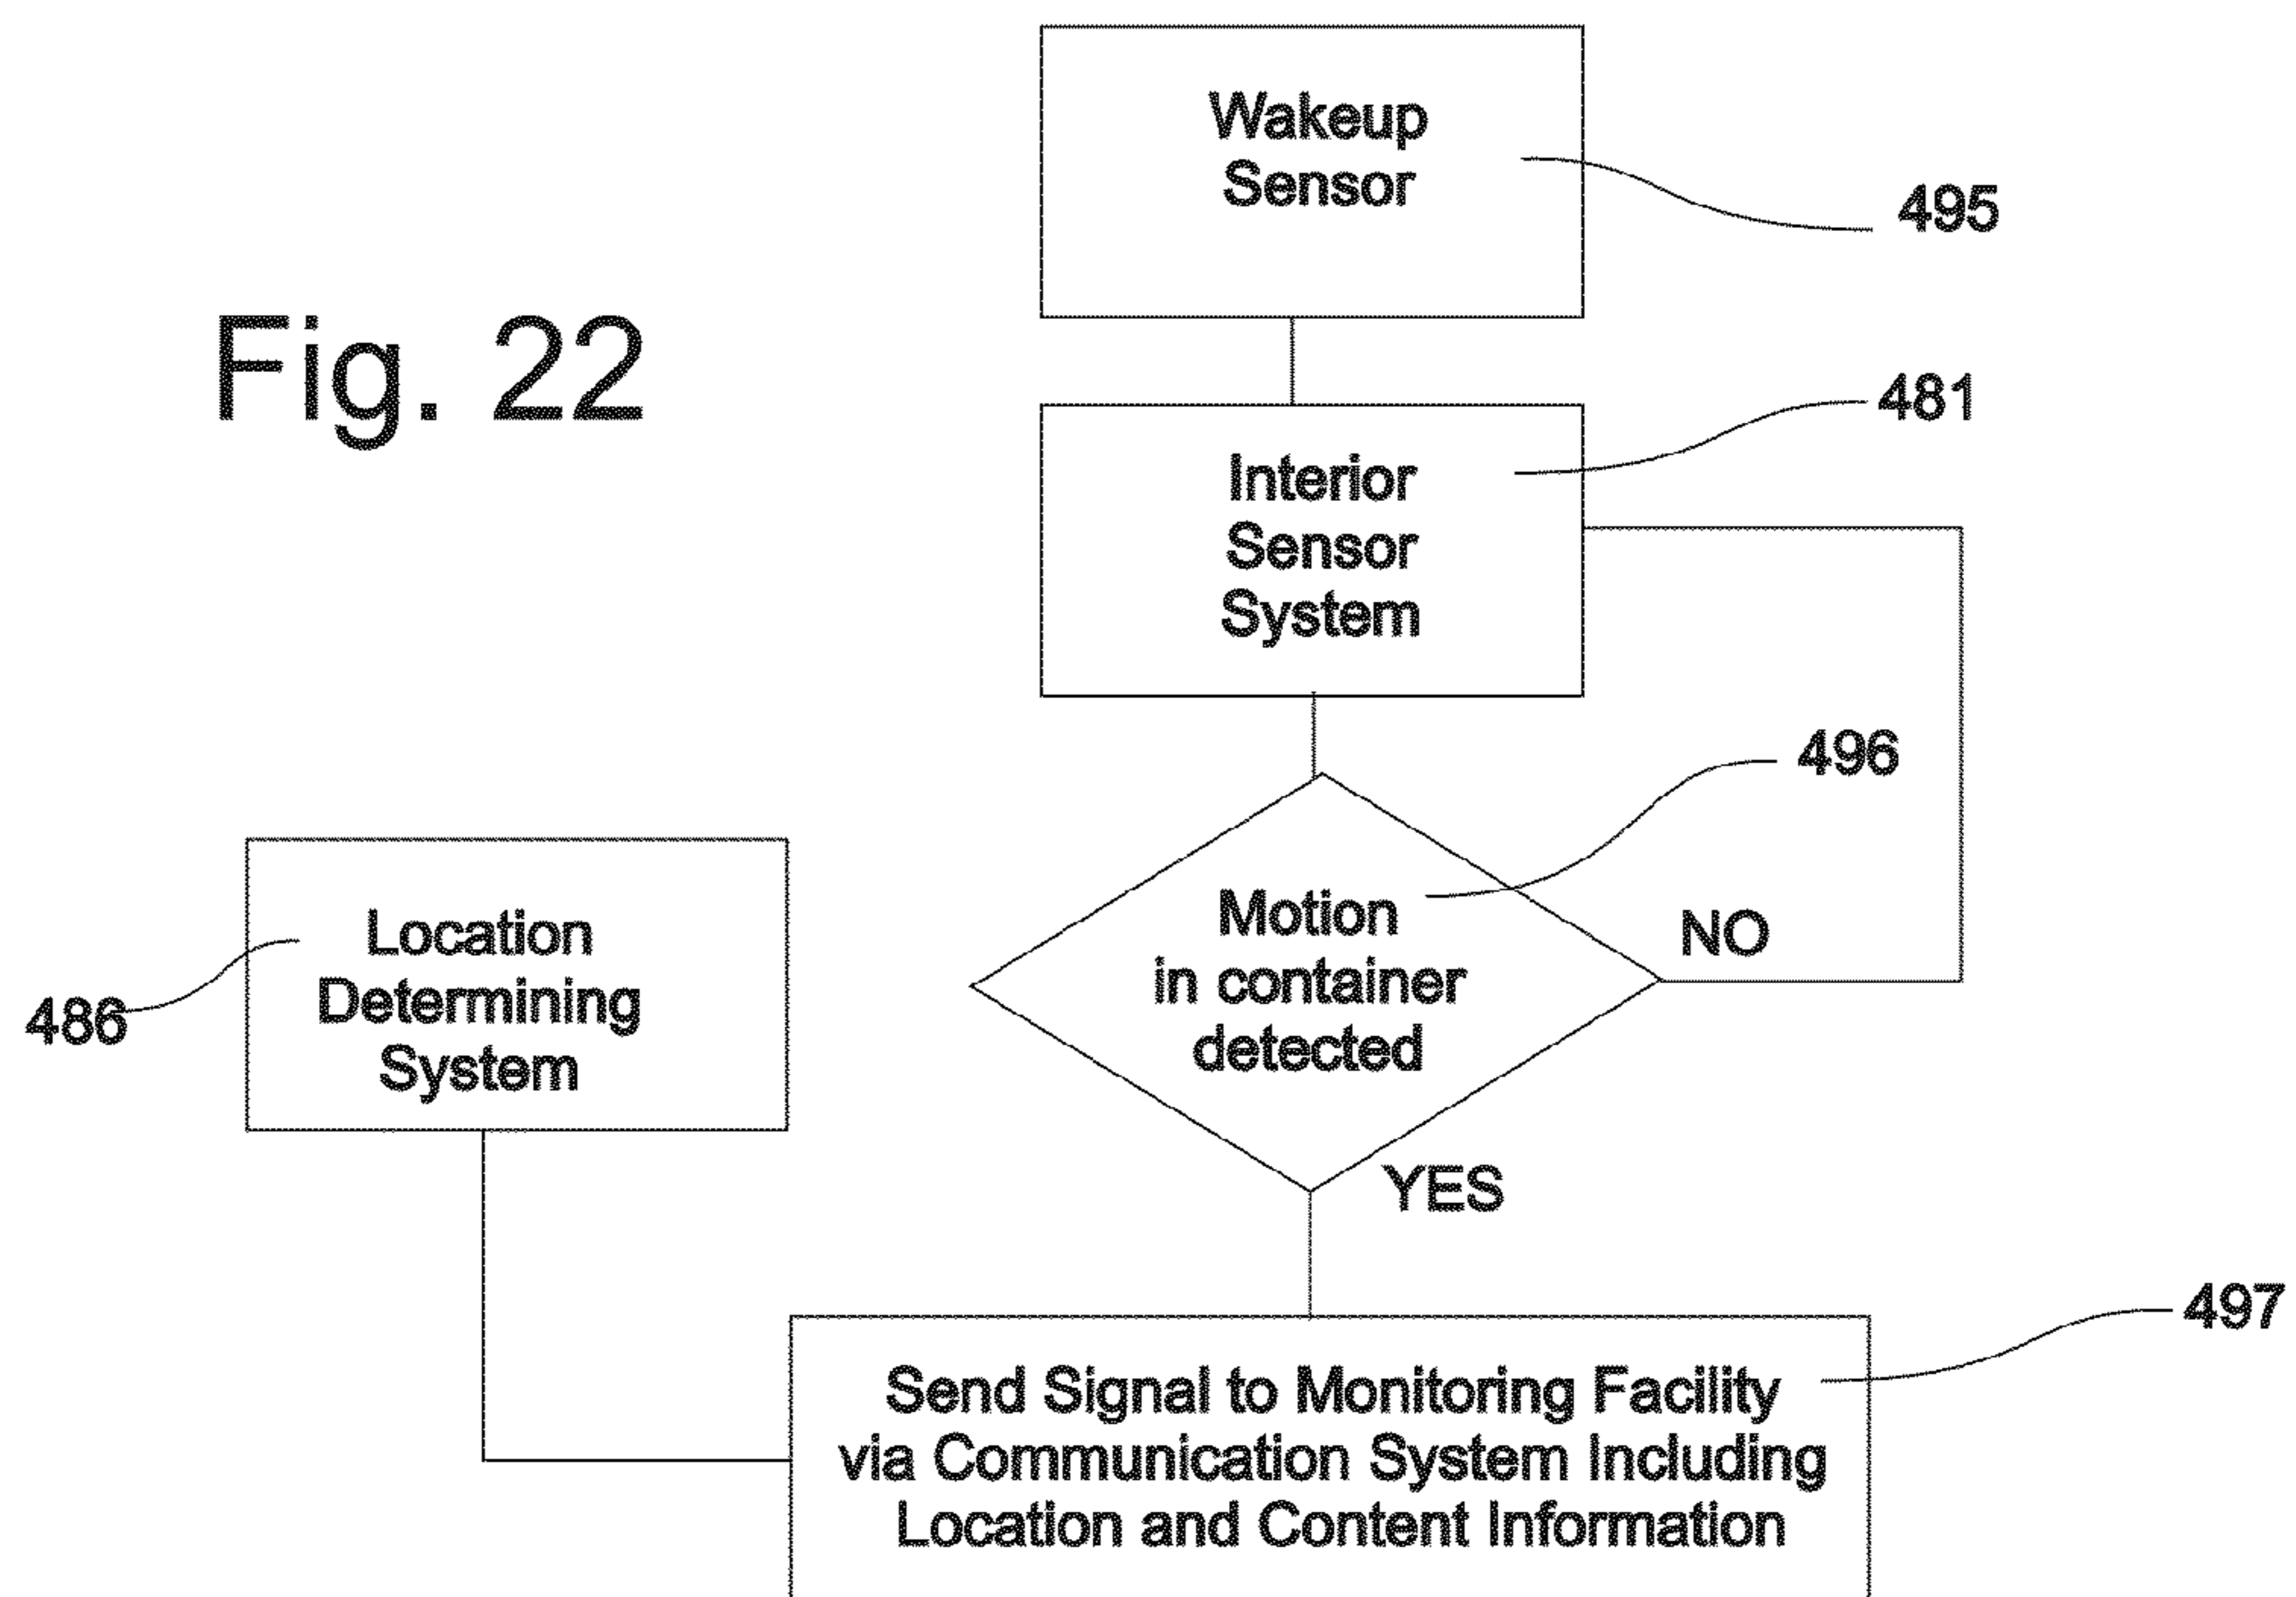 Wakeup
Sensor
495
Fig. 22
481
Interior
Sensor
System
496
Motion
in container
detected
NO
Location
Determining
System
486
YES
497
Send Signal to Monitoring Facility
via Communication System Including
Location and Content Information